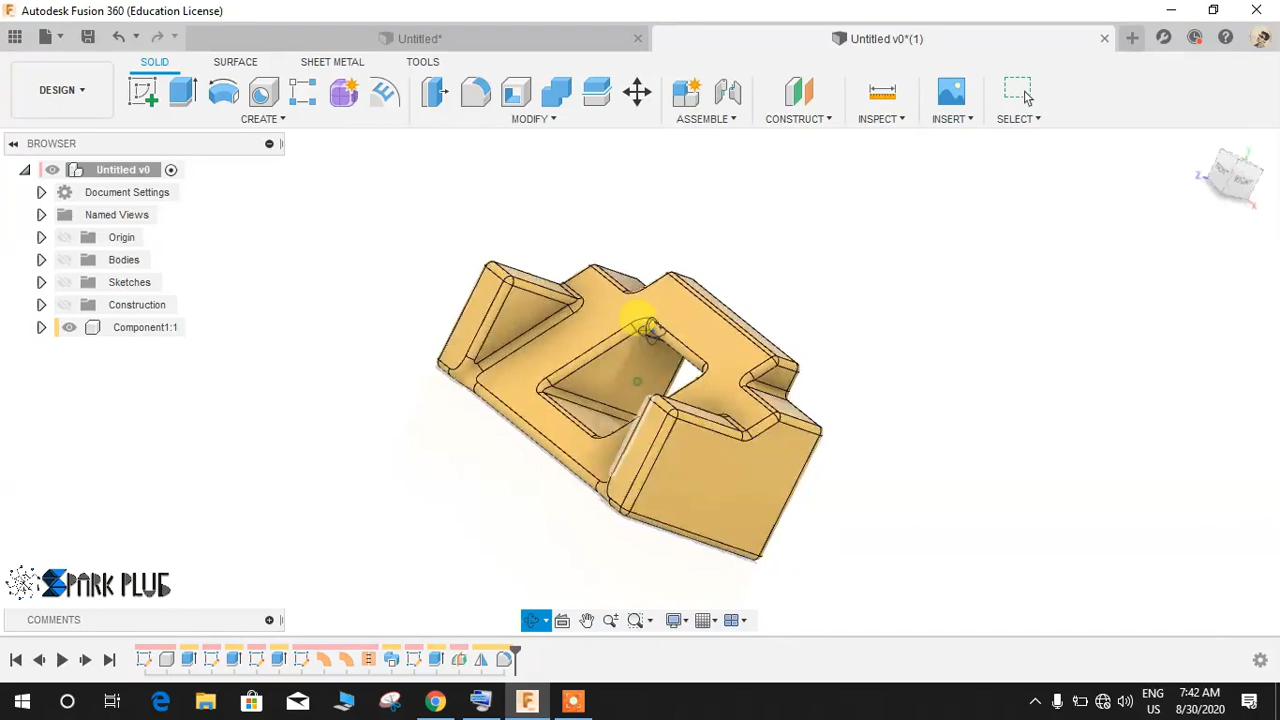 Autodesk Fusion 360 (Education License)
Untitled*
Untitled v0*(1)
SOLID SURFACE SHEET METAL TOOLS
DESIGN
CREATE MODIFY ASSEMBLE CONSTRUCT INSPECT INSERT SELECT
BROWSER
Untitled v0
Document Settings
Named Views
Origin
Bodies
Sketches
Construction
Component1:1
Z
X
RIGHT
SPARK PLUG
COMMENTS
ENG
US
7:42 AM
8/30/2020